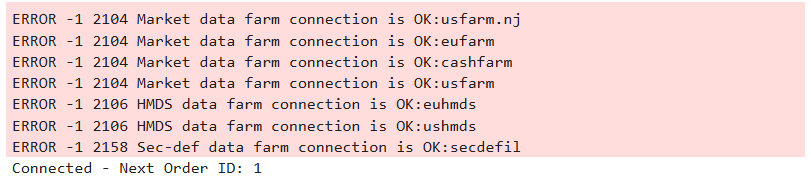 ERROR -1 2104 Market data farm connection is OK:usfarm.nj
ERROR -1 2104 Market data farm connection is OK:eufarm
ERROR -1 2104 Market data farm connection is OK:cashfarm
ERROR -1 2104 Market data farm connection is OK:usfarm
ERROR -1 2106 HMDS data farm connection is OK:euhmds
ERROR -1 2106 HMDS data farm connection is OK:ushmds
ERROR -1 2158 Sec-def data farm connection is OK:secdefil
Connected - Next Order ID: 1